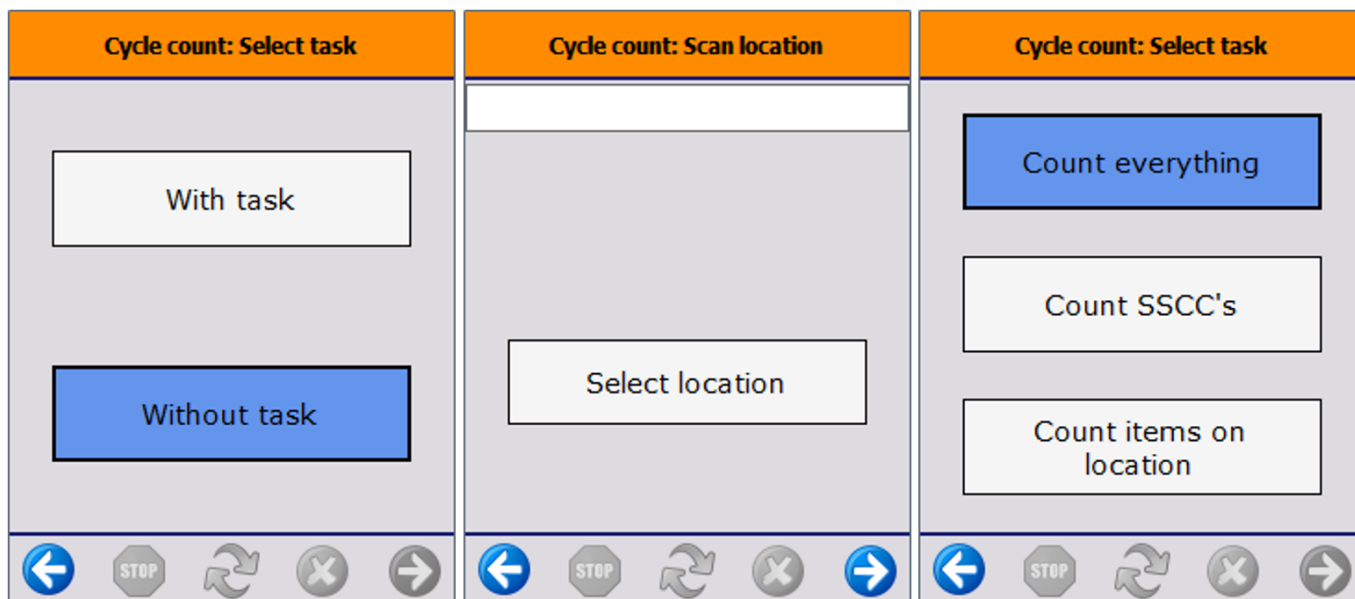 Cycle count: Select task
With task
Without task
STOP
Cycle count: Scan location
Select location
STOP
Cycle count: Select task
Count everything
Count SSCC's
Count items on
location
STOP